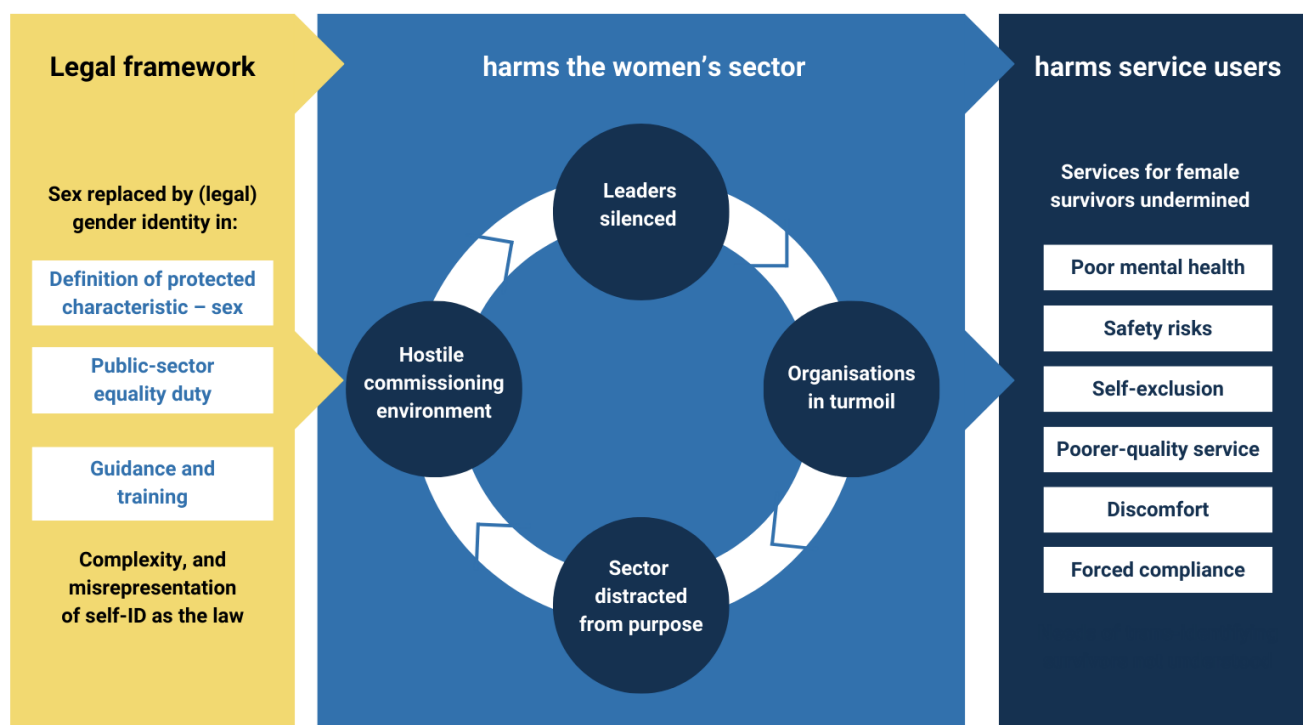 Legal framework
Sex replaced by (legal)
gender identity in:
Definition of protected
characteristic – sex
Public-sector
equality duty
Guidance and
training
Complexity, and
misrepresentation
of self-ID as the law
harms the women’s sector
Leaders
silenced
Organisations
in turmoil
Sector
distracted
from purpose
Hostile
commissioning
environment
harms service users
Services for female
survivors undermined
Poor mental health
Safety risks
Self-exclusion
Poorer-quality service
Discomfort
Forced compliance